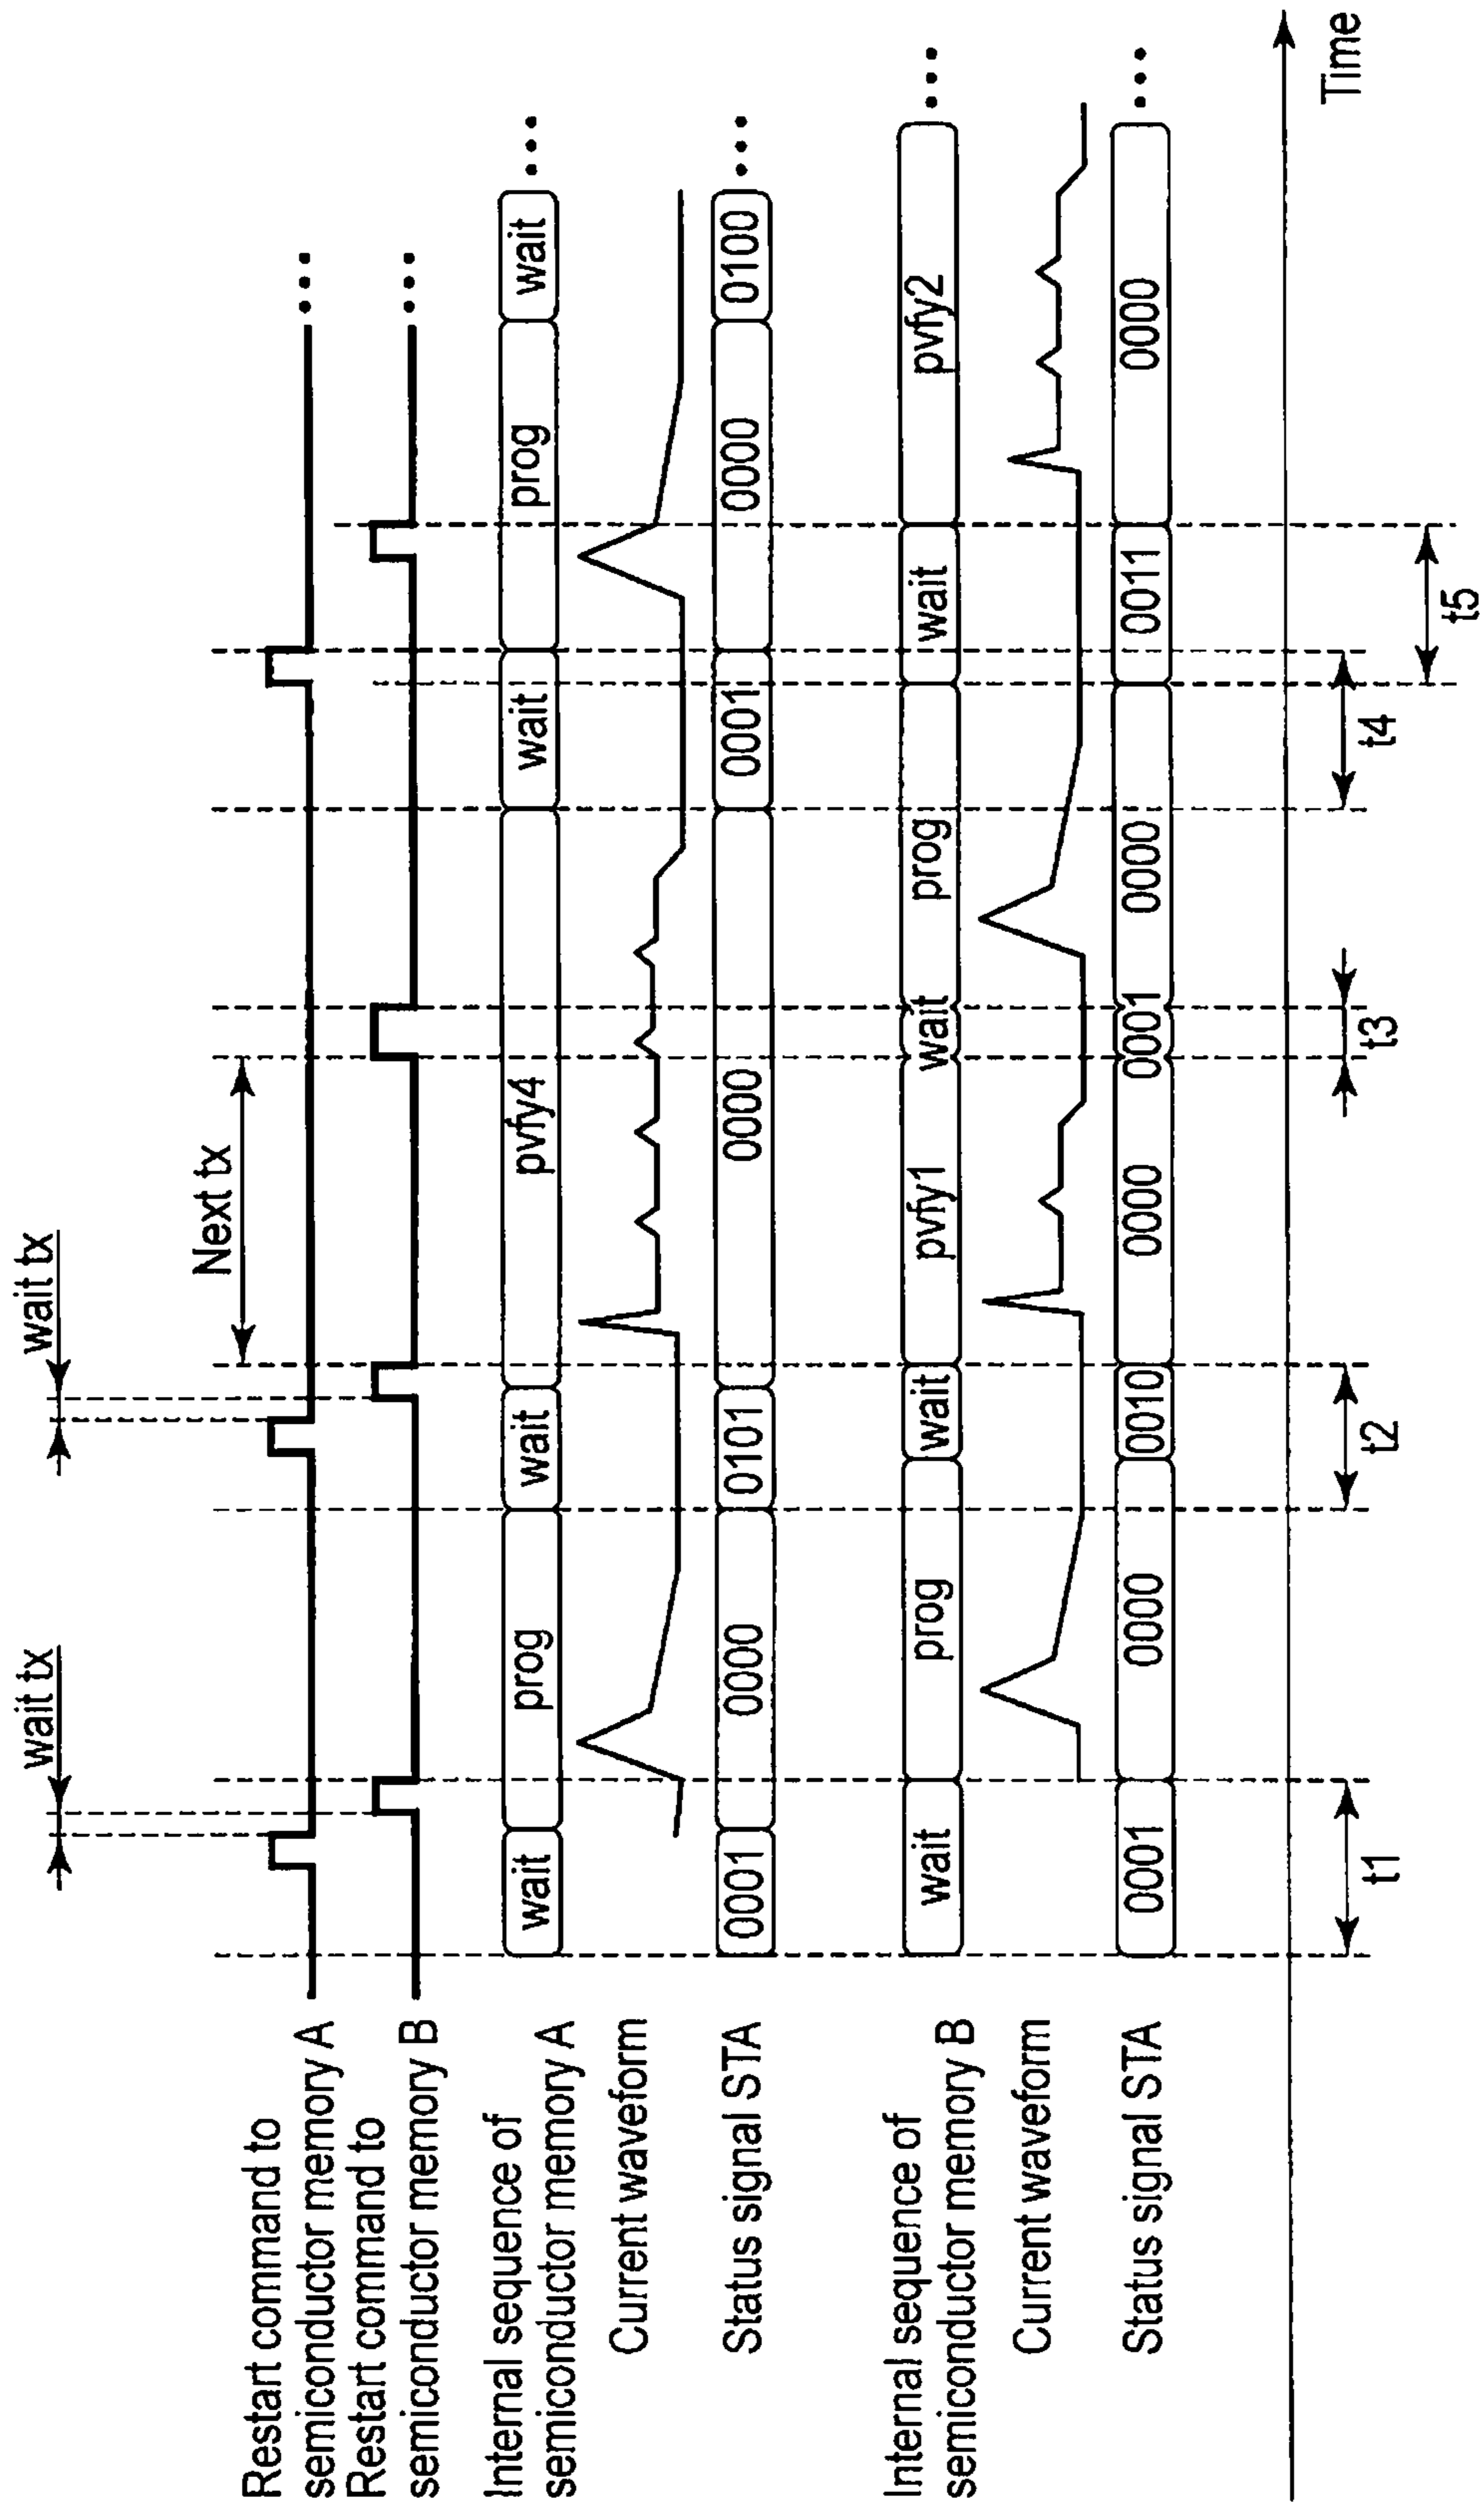 wait tx
wait tx
Next tx
Restart command to
semiconductor memory A
Restart command to
semiconductor memory B
Internal sequence of
semiconductor memory A
wait
prog
wait
pvfy4
wait
prog
wait
Current waveform
Status signal STA
0001
0000
0101
0000
0001
0000
0100
Internal sequence of
semiconductor memory B
wait
prog
wait
pvfy1
wait
prog
wait
pvfy2
Current waveform
Status signal STA
0001
0000
0010
0000
0001
0000
0011
0000
Time
t1
t2
t3
t4
t5